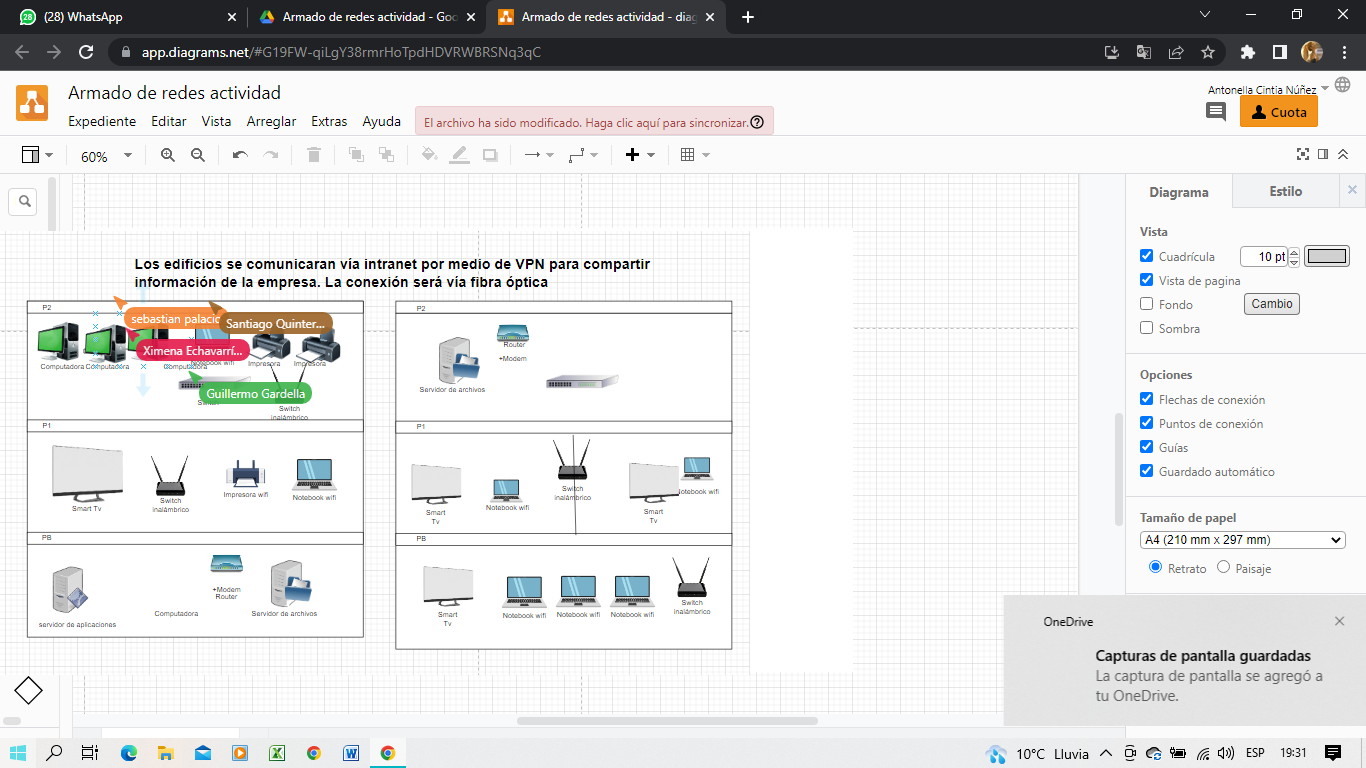 (28) WhatsApp
Armado de redes actividad - Goo
Armado de redes actividad - diag
app.diagrams.net/#G19FW-qiLgY38rmrHoTpdHDVRWBRSNq3qC
Armado de redes actividad
Antonella Cintia Núñez
Expediente Editar Vista Arreglar Extras Ayuda
El archivo ha sido modificado. Haga clic aquí para sincronizar.
Cuota
60%
Diagrama
Estilo
Vista
Cuadrícula
10 pt
Vista de pagina
Fondo
Cambio
Sombra
Opciones
Flechas de conexión
Puntos de conexión
Guías
Guardado automático
Tamaño de papel
A4 (210 mm x 297 mm)
Retrato
Paisaje
Los edificios se comunicaran vía intranet por medio de VPN para compartir
información de la empresa. La conexión será vía fibra óptica
P2
sebastian palacio
Santiago Quinter...
Ximena Echavarrí...
Guillermo Gardella
Computadora
Computadora
Computadora
Notebook wifi
Impresora
Impresora
Switch
inalámbrico
P1
Smart Tv
Switch
inalámbrico
Impresora wifi
Notebook wifi
PB
servidor de aplicaciones
Computadora
+Modem
Router
Servidor de archivos
P2
Servidor de archivos
Router
+Modem
P1
Smart
Tv
Notebook wifi
Switch
inalámbrico
Smart
Tv
Notebook wifi
PB
Smart
Tv
Notebook wifi
Notebook wifi
Notebook wifi
Switch
inalámbrico
OneDrive
Capturas de pantalla guardadas
La captura de pantalla se agregó a
tu OneDrive.
10°C Lluvia
ESP
19:31